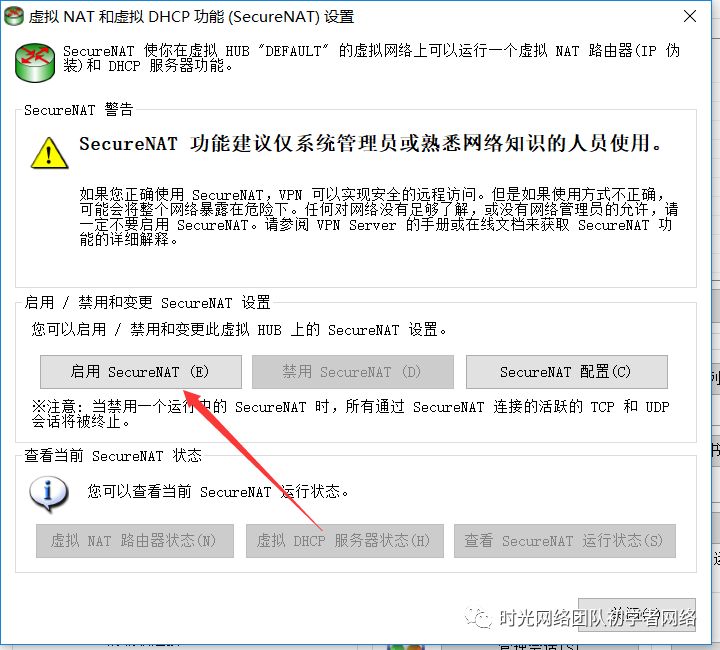 虚拟 NAT 和虚拟 DHCP 功能 (SecureNAT) 设置
SecureNAT 使你在虚拟 HUB "DEFAULT" 的虚拟网络上可以运行一个虚拟 NAT 路由器(IP 伪
装)和 DHCP 服务器功能。
SecureNAT 警告
SecureNAT 功能建议仅系统管理员或熟悉网络知识的人员使用。
如果您正确使用 SecureNAT，VPN 可以实现安全的远程访问。但是如果使用方式不正确，
可能会将整个网络暴露在危险下。任何对网络没有足够了解，或没有网络管理员的允许，请
一定不要启用 SecureNAT。请参阅 VPN Server 的手册或在线文档来获取 SecureNAT 功
能的详细解释。
启用 / 禁用和变更 SecureNAT 设置
您可以启用 / 禁用和变更此虚拟 HUB 上的 SecureNAT 设置。
启用 SecureNAT (E)
禁用 SecureNAT (D)
SecureNAT 配置(C)
※注意: 当禁用一个运行中的 SecureNAT 时，所有通过 SecureNAT 连接的活跃的 TCP 和 UDP
会话将被终止。
查看当前 SecureNAT 状态
您可以查看当前 SecureNAT 运行状态。
虚拟 NAT 路由器状态(N)
虚拟 DHCP 服务器状态(H)
查看 SecureNAT 运行状态(S)
时光网络团队初学者网络